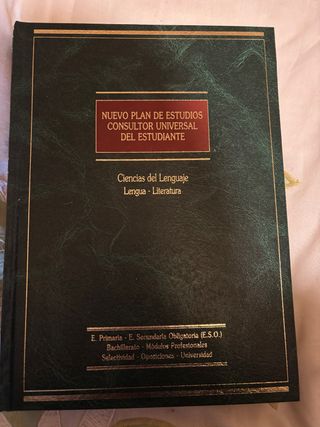 NUEVO PLAN DE ESTUDIOS
CONSULTOR UNIVERSAL
DEL ESTUDIANTE
Ciencias del Lenguaje
Lengua - Literatura
E. Primaria - E. Secundaria Obligatoria (E.S.O.)
Bachillerato - Módulos Profesionales
Selectividad - Oposiciones - Universidad